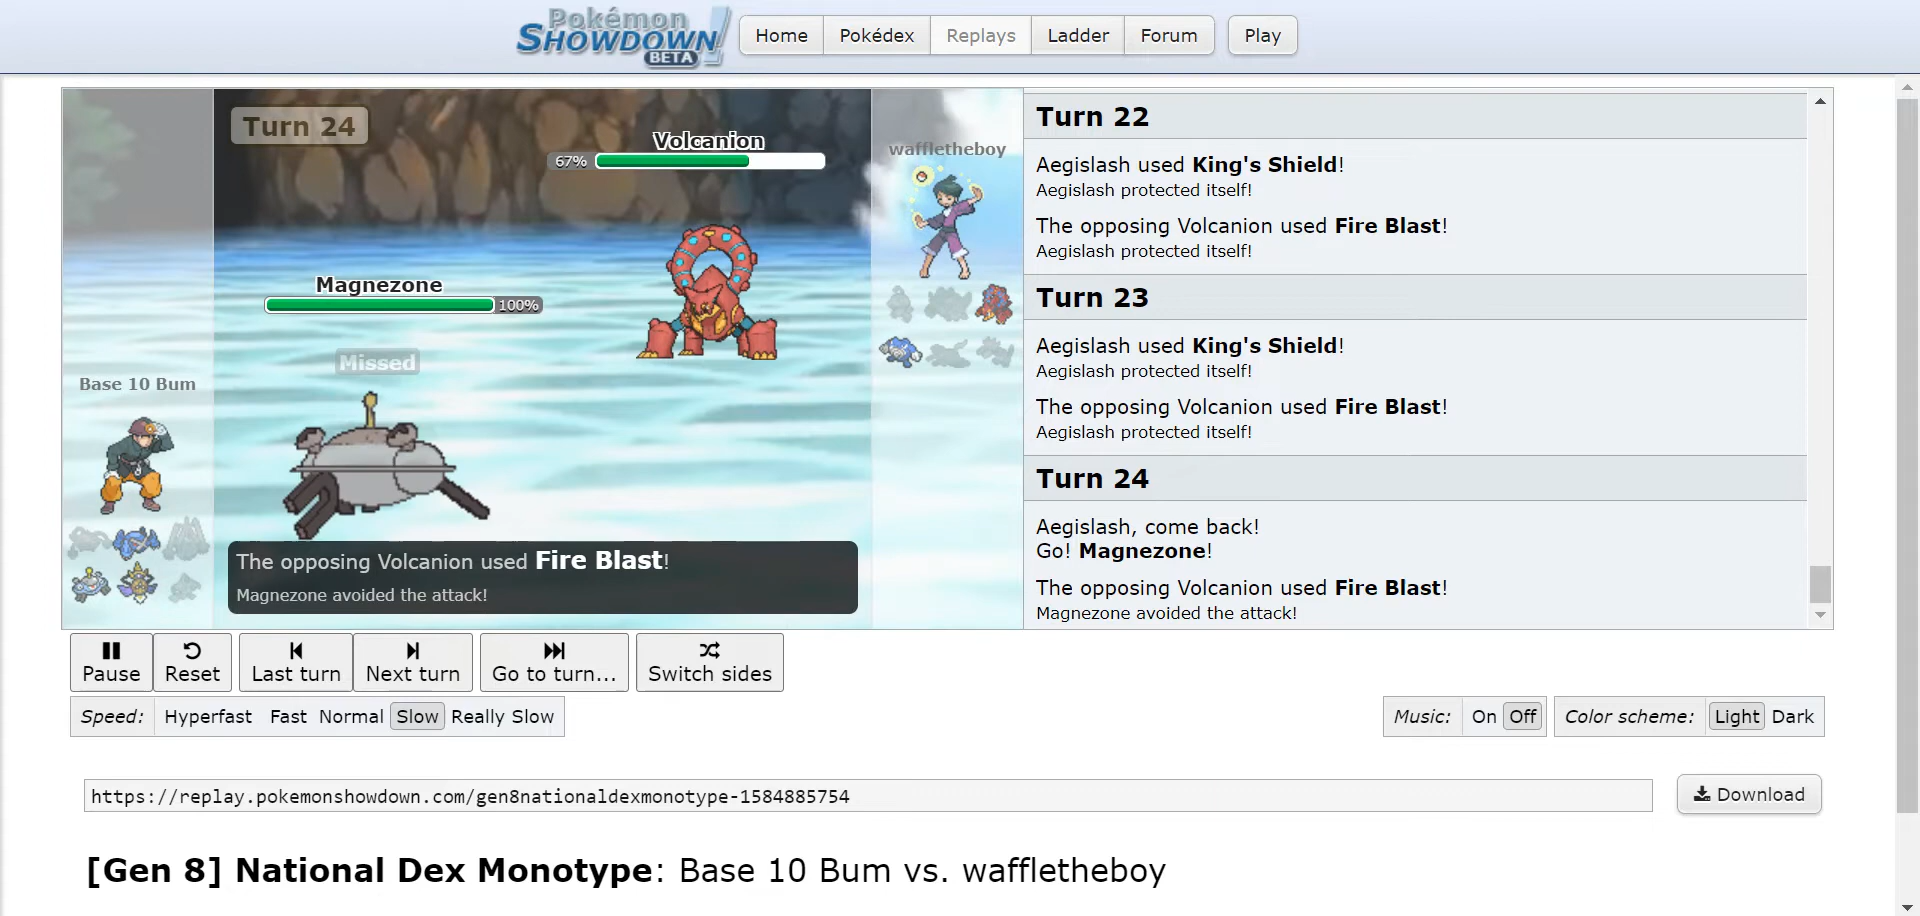 Pokémon
SHOWDOWN!
BETA
Home
Pokédex
Replays
Ladder
Forum
Play
Turn 24
Volcanion
67%
Magnezone
100%
Missed
Base 10 Bum
waffletheboy
The opposing Volcanion used Fire Blast!
Magnezone avoided the attack!
Turn 22
Aegislash used King's Shield!
Aegislash protected itself!
The opposing Volcanion used Fire Blast!
Aegislash protected itself!
Turn 23
Aegislash used King's Shield!
Aegislash protected itself!
The opposing Volcanion used Fire Blast!
Aegislash protected itself!
Turn 24
Aegislash, come back!
Go! Magnezone!
The opposing Volcanion used Fire Blast!
Magnezone avoided the attack!
Pause
Reset
Last turn
Next turn
Go to turn...
Switch sides
Speed: Hyperfast Fast Normal Slow Really Slow
Music: On Off
Color scheme: Light Dark
https://replay.pokemonshowdown.com/gen8nationaldexmonotype-1584885754
Download
[Gen 8] National Dex Monotype: Base 10 Bum vs. waffletheboy